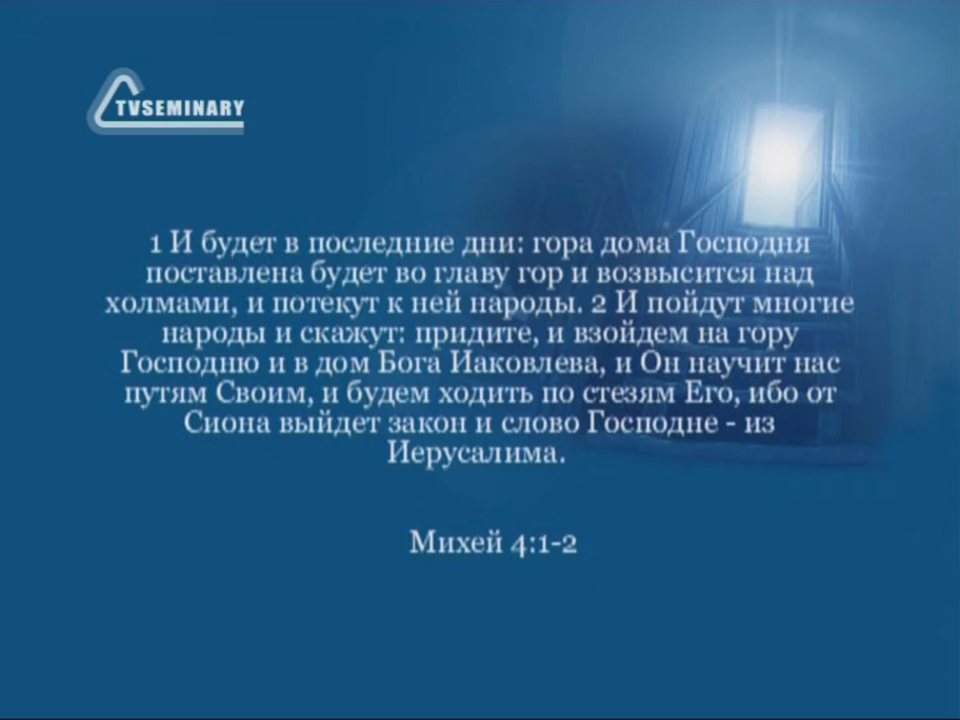 TVSEMINARY
1 И будет в последние дни: гора дома Господня
поставлена будет во главу гор и возвысится над
холмами, и потекут к ней народы. 2 И пойдут многие
народы и скажут: придите, и взойдем на гору
Господню и в дом Бога Иаковлева, и Он научит нас
путям Своим, и будем ходить по стезям Его, ибо от
Сиона выйдет закон и слово Господне - из
Иерусалима.
Михей 4:1-2